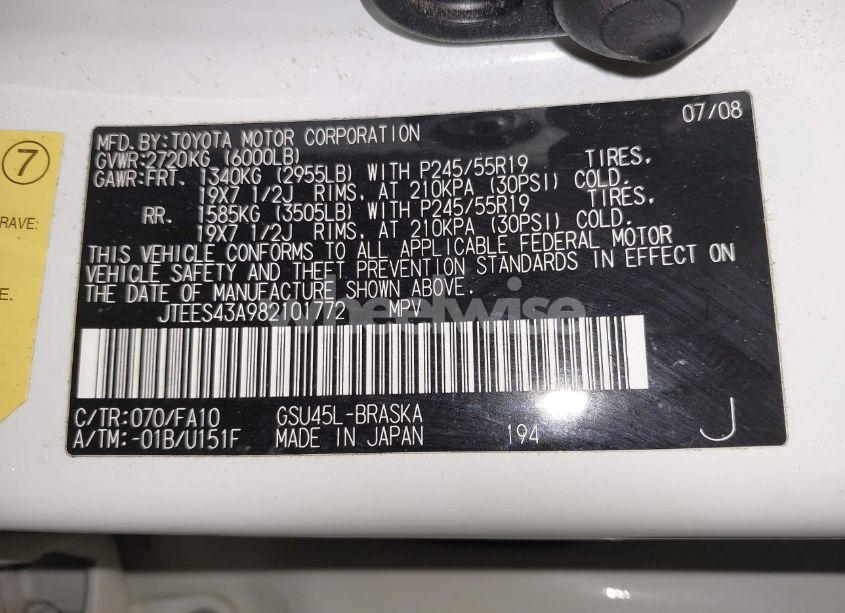 07/08
MFD.BY:TOYOTA MOTOR CORPORATION
GVWR:2720KG (6000LB)
GAWR:FRT. 1340KG (2955LB) WITH P245/55R19 TIRES,
19X7 1/2J RIMS, AT 210KPA (30PSI) COLD.
RR. 1585KG (3505LB) WITH P245/55R19 TIRES,
19X7 1/2J RIMS, AT 210KPA (30PSI) COLD.
THIS VEHICLE CONFORMS TO ALL APPLICABLE FEDERAL MOTOR
VEHICLE SAFETY AND THEFT PREVENTION STANDARDS IN EFFECT ON
THE DATE OF MANUFACTURE SHOWN ABOVE.
JTEES43A982101772 MPV
C/TR:070/FA10 GSU45L-BRASKA
A/TM:-01B/U151F MADE IN JAPAN 194 J
7
RAVE:
E.
wheelwise